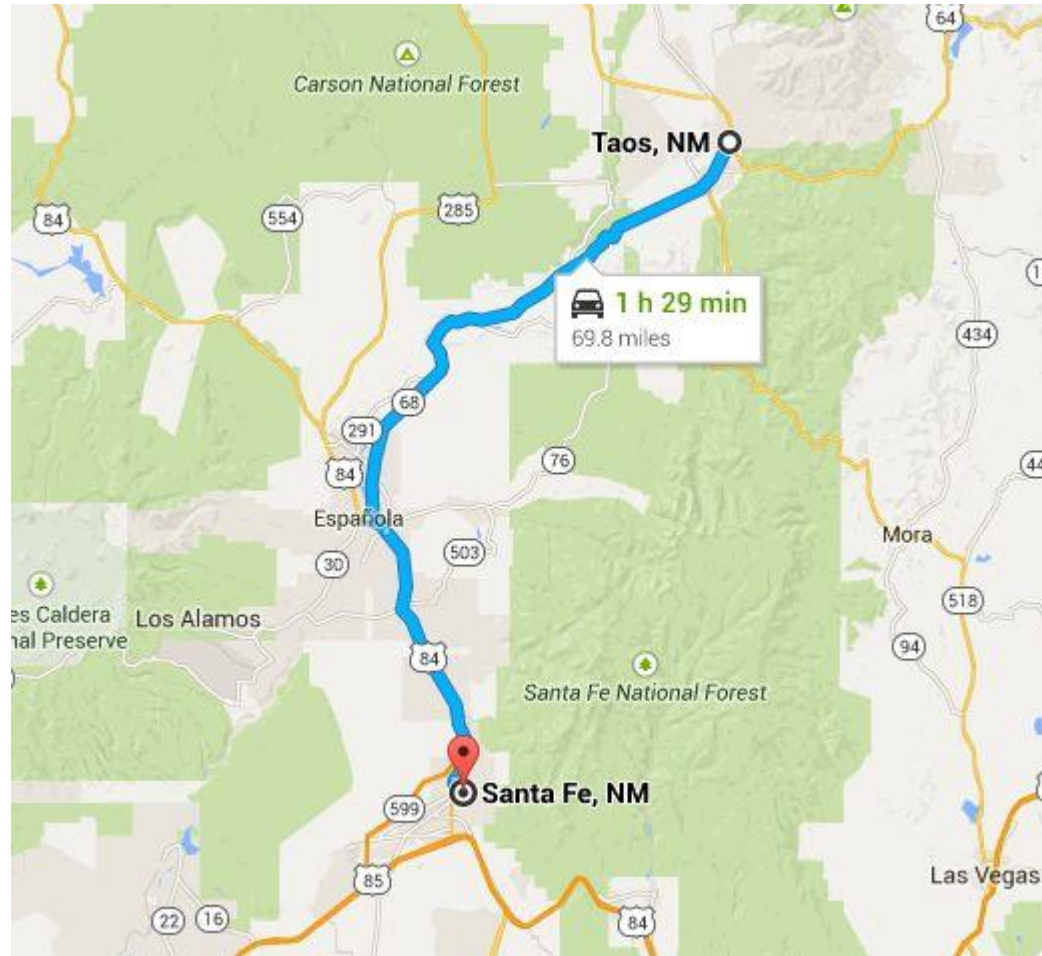 64
Carson National Forest
Taos, NM
84
554
285
1 h 29 min
69.8 miles
434
68
291
84
76
44
Española
Mora
503
30
es Caldera
nal Preserve
Los Alamos
518
94
84
Santa Fe National Forest
Santa Fe, NM
599
85
Las Vegas
22
16
84